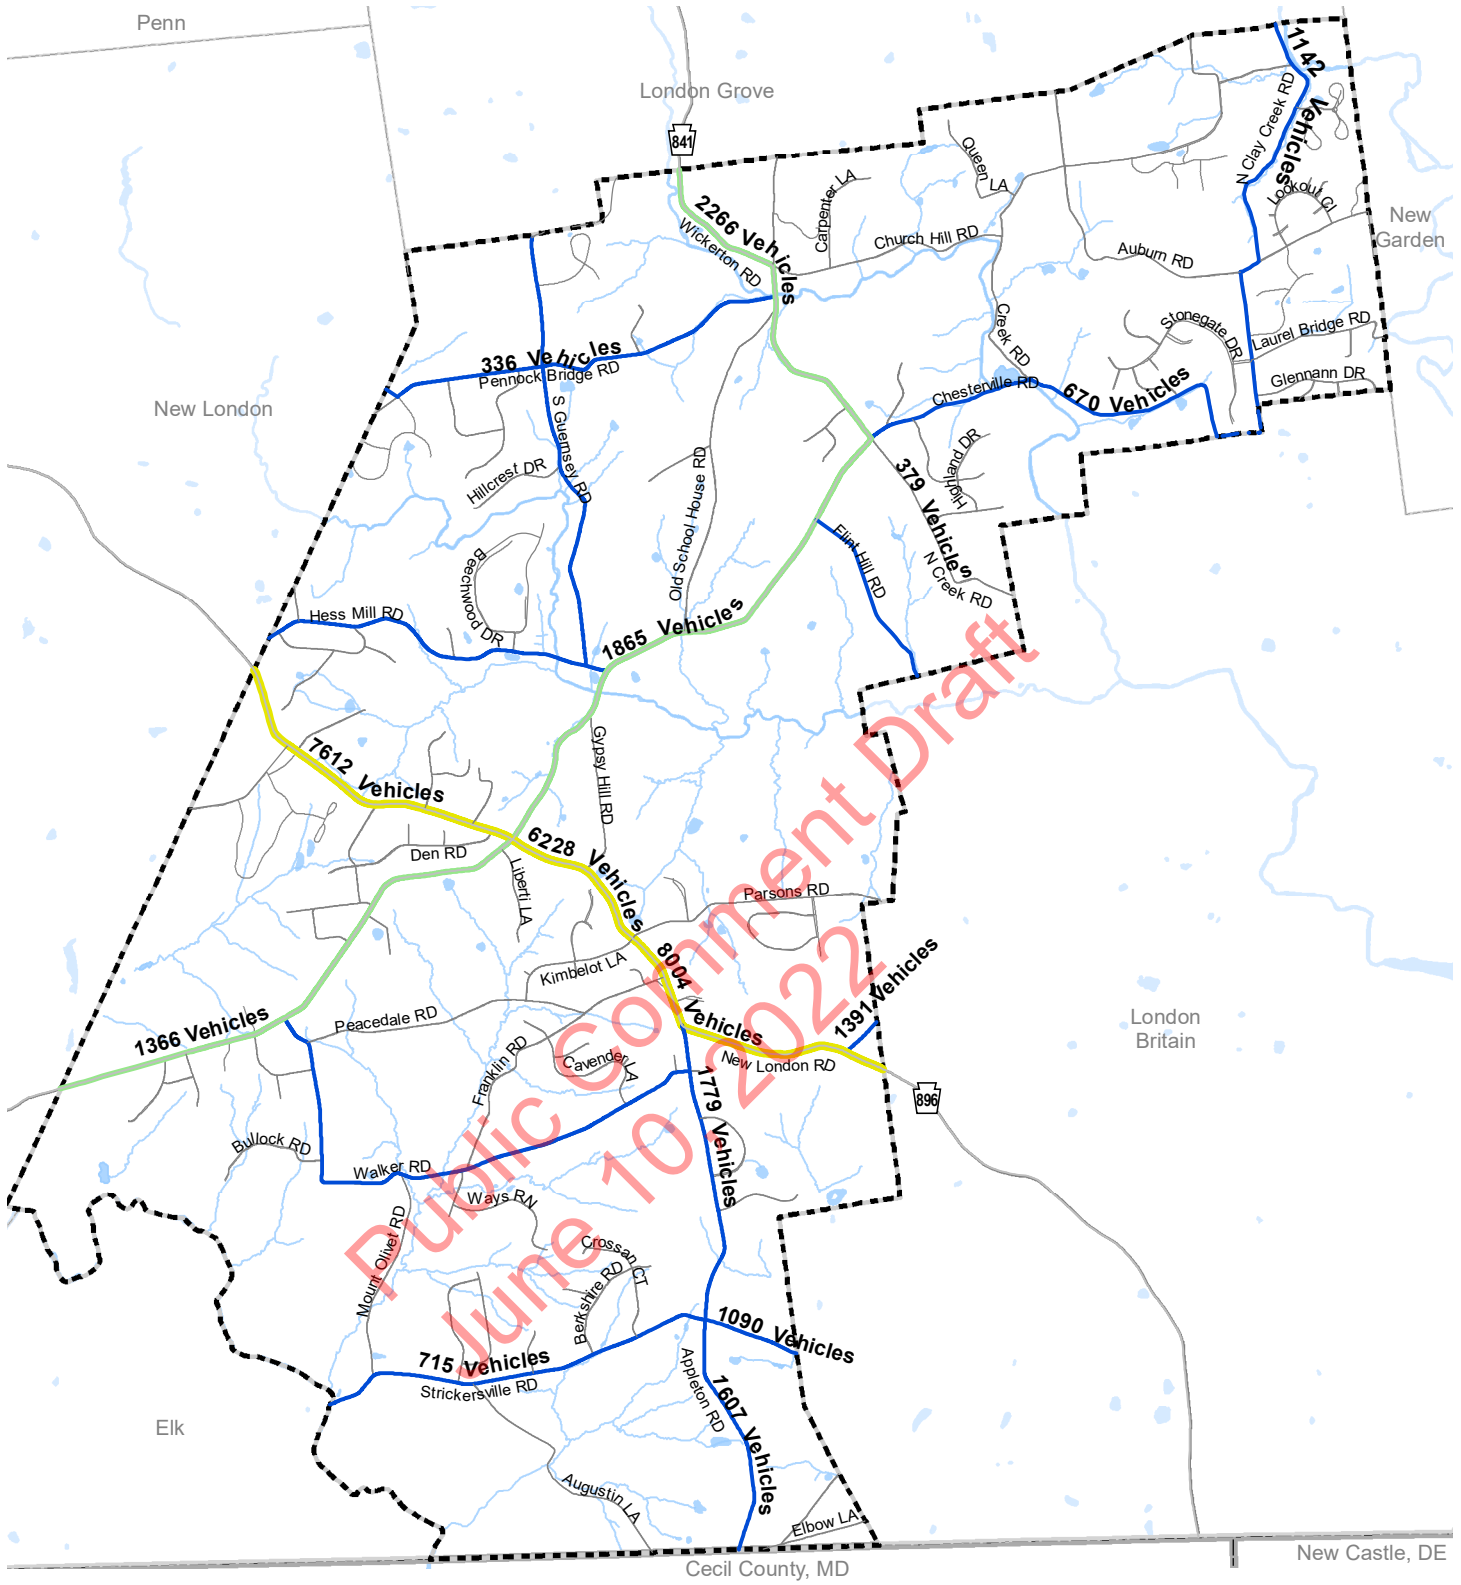 Penn
London Grove
841
1142 Vehicles
N Clay Creek RD
Queen LA
Carpenter LA
Lookout CI
New
Garden
2266 Vehicles
Wickerton RD
Church Hill RD
Auburn RD
Creek RD
Stonegate DR
Laurel Bridge RD
Glennann DR
336 Vehicles
Pennock Bridge RD
Chesterville RD
670 Vehicles
New London
S Guernsey RD
Hillcrest DR
Old School House RD
379 Vehicles
Highland DR
Flint Hill RD
N Creek RD
Beechwood DR
Hess Mill RD
1865 Vehicles
Gypsy Hill RD
7612 Vehicles
6228 Vehicles
Den RD
Liberti LA
Parsons RD
Kimbelot LA
8004 Vehicles
1391 Vehicles
1366 Vehicles
Peacedale RD
Franklin RD
Cavender LA
New London RD
London
Britain
896
1779 Vehicles
Bullock RD
Walker RD
Ways RN
Mount Olivet RD
Crossan CT
Berkshire RD
1090 Vehicles
715 Vehicles
Strickersville RD
Appleton RD
1607 Vehicles
Elk
Augustin LA
Elbow LA
Cecil County, MD
New Castle, DE
Public Comment Draft
June 10, 2022